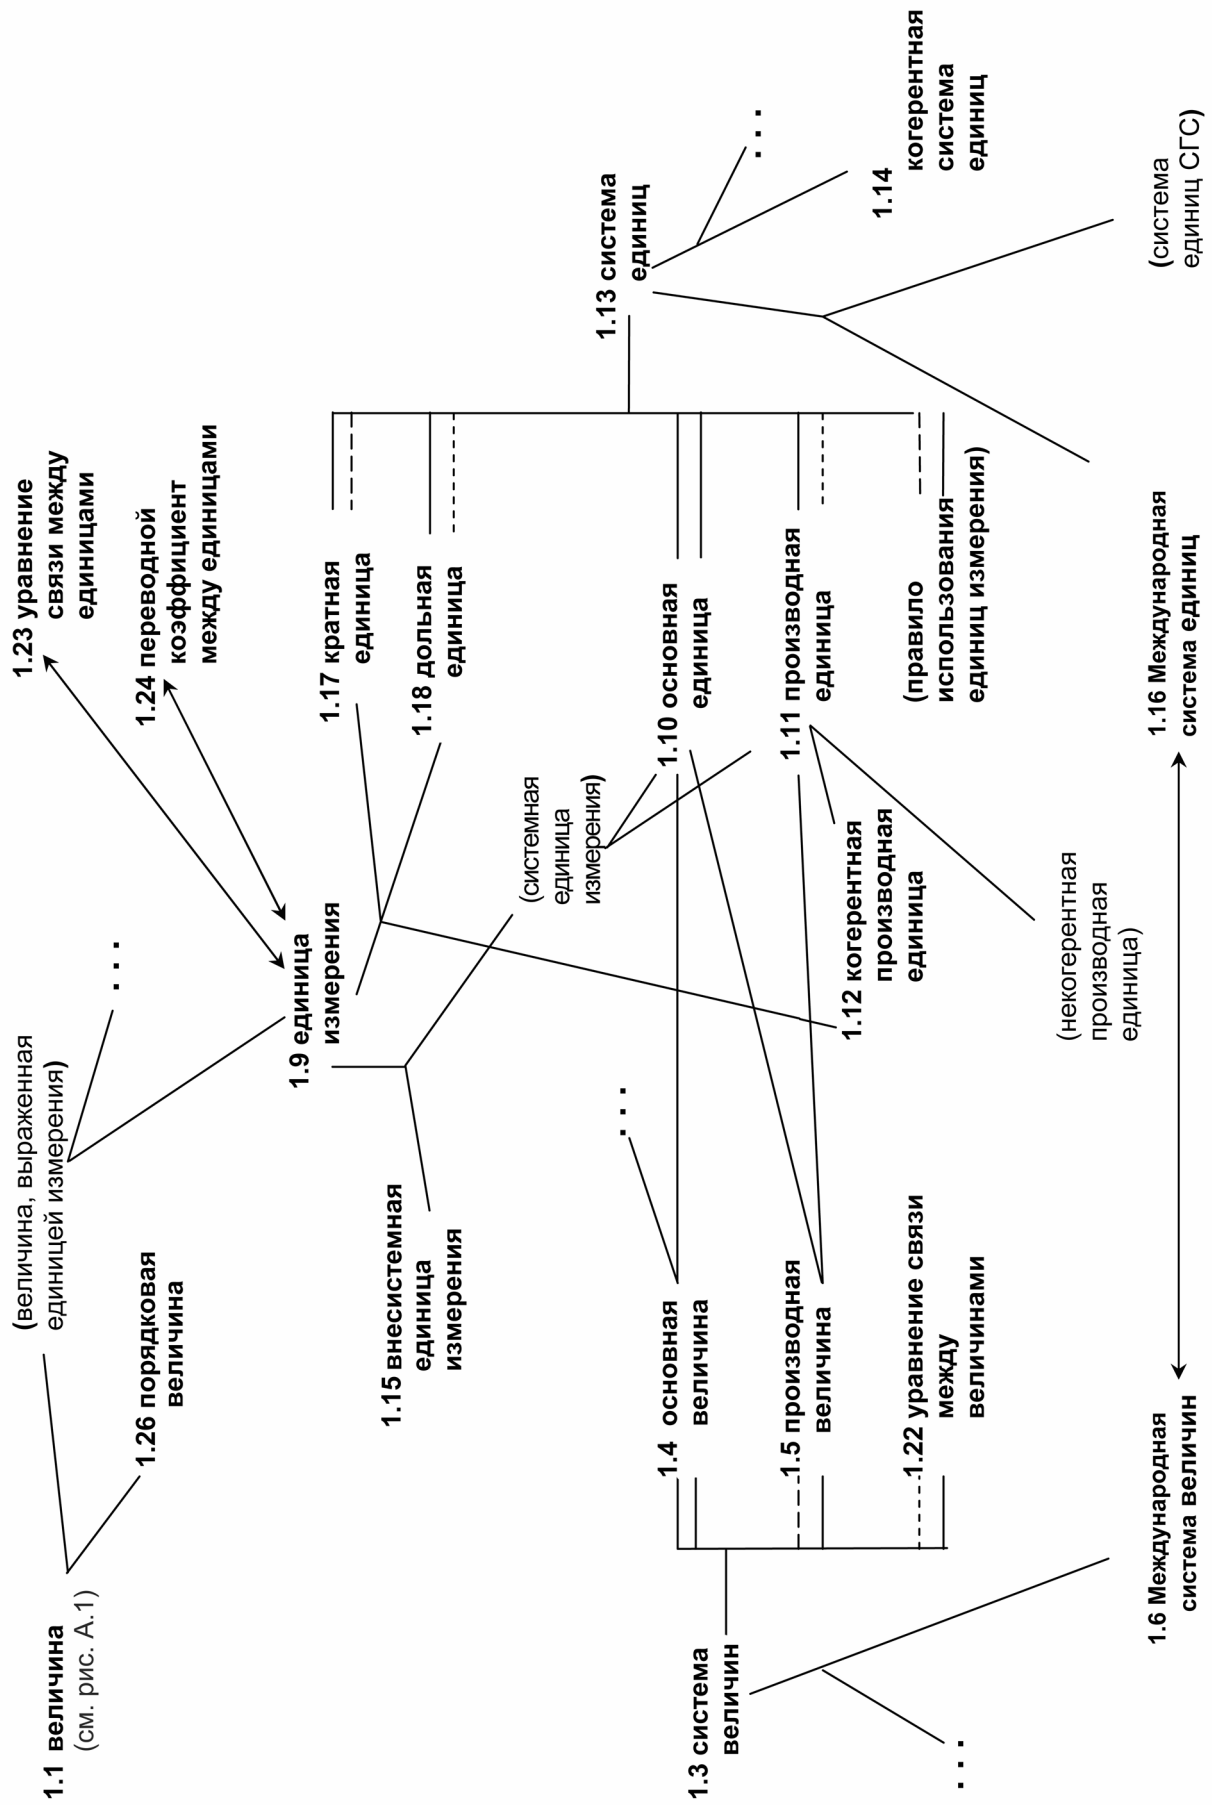 1.1 величина
(см. рис. А.1)
(величина, выраженная
единицей измерения)
1.26 порядковая
величина
. . .
1.23 уравнение
связи между
единицами
1.24 переводной
коэффициент
между единицами
1.9 единица
измерения
1.15 внесистемная
единица
измерения
(системная
единица
измерения)
1.17 кратная
единица
1.18 дольная
единица
1.13 система
единиц
. . .
1.14 когерентная
система
единиц
(система
единиц СГС)
1.3 система
величин
. . .
1.4 основная
величина
. . .
1.5 производная
величина
1.22 уравнение связи
между
величинами
1.10 основная
единица
1.11 производная
единица
(правило
использования
единиц измерения)
1.12 когерентная
производная
единица
(некогерентная
производная
единица)
1.6 Международная
система величин
1.16 Международная
система единиц